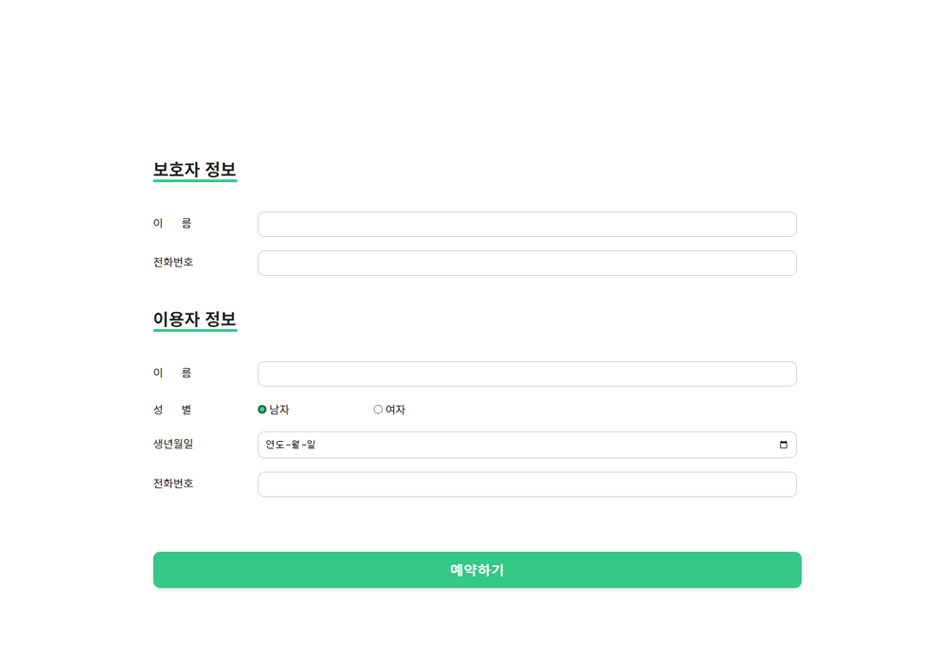 보호자 정보
이 름
전화번호
이용자 정보
이 름
성 별 남자 여자
생년월일 연도-월-일
전화번호
예약하기